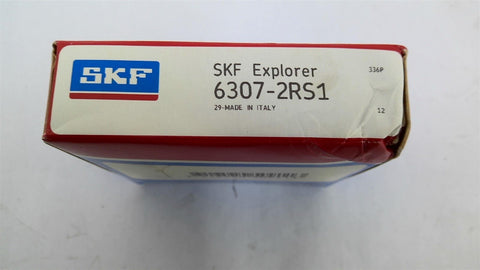 SKF
SKF Explorer
336P
6307-2RS1
29-MADE IN ITALY
12